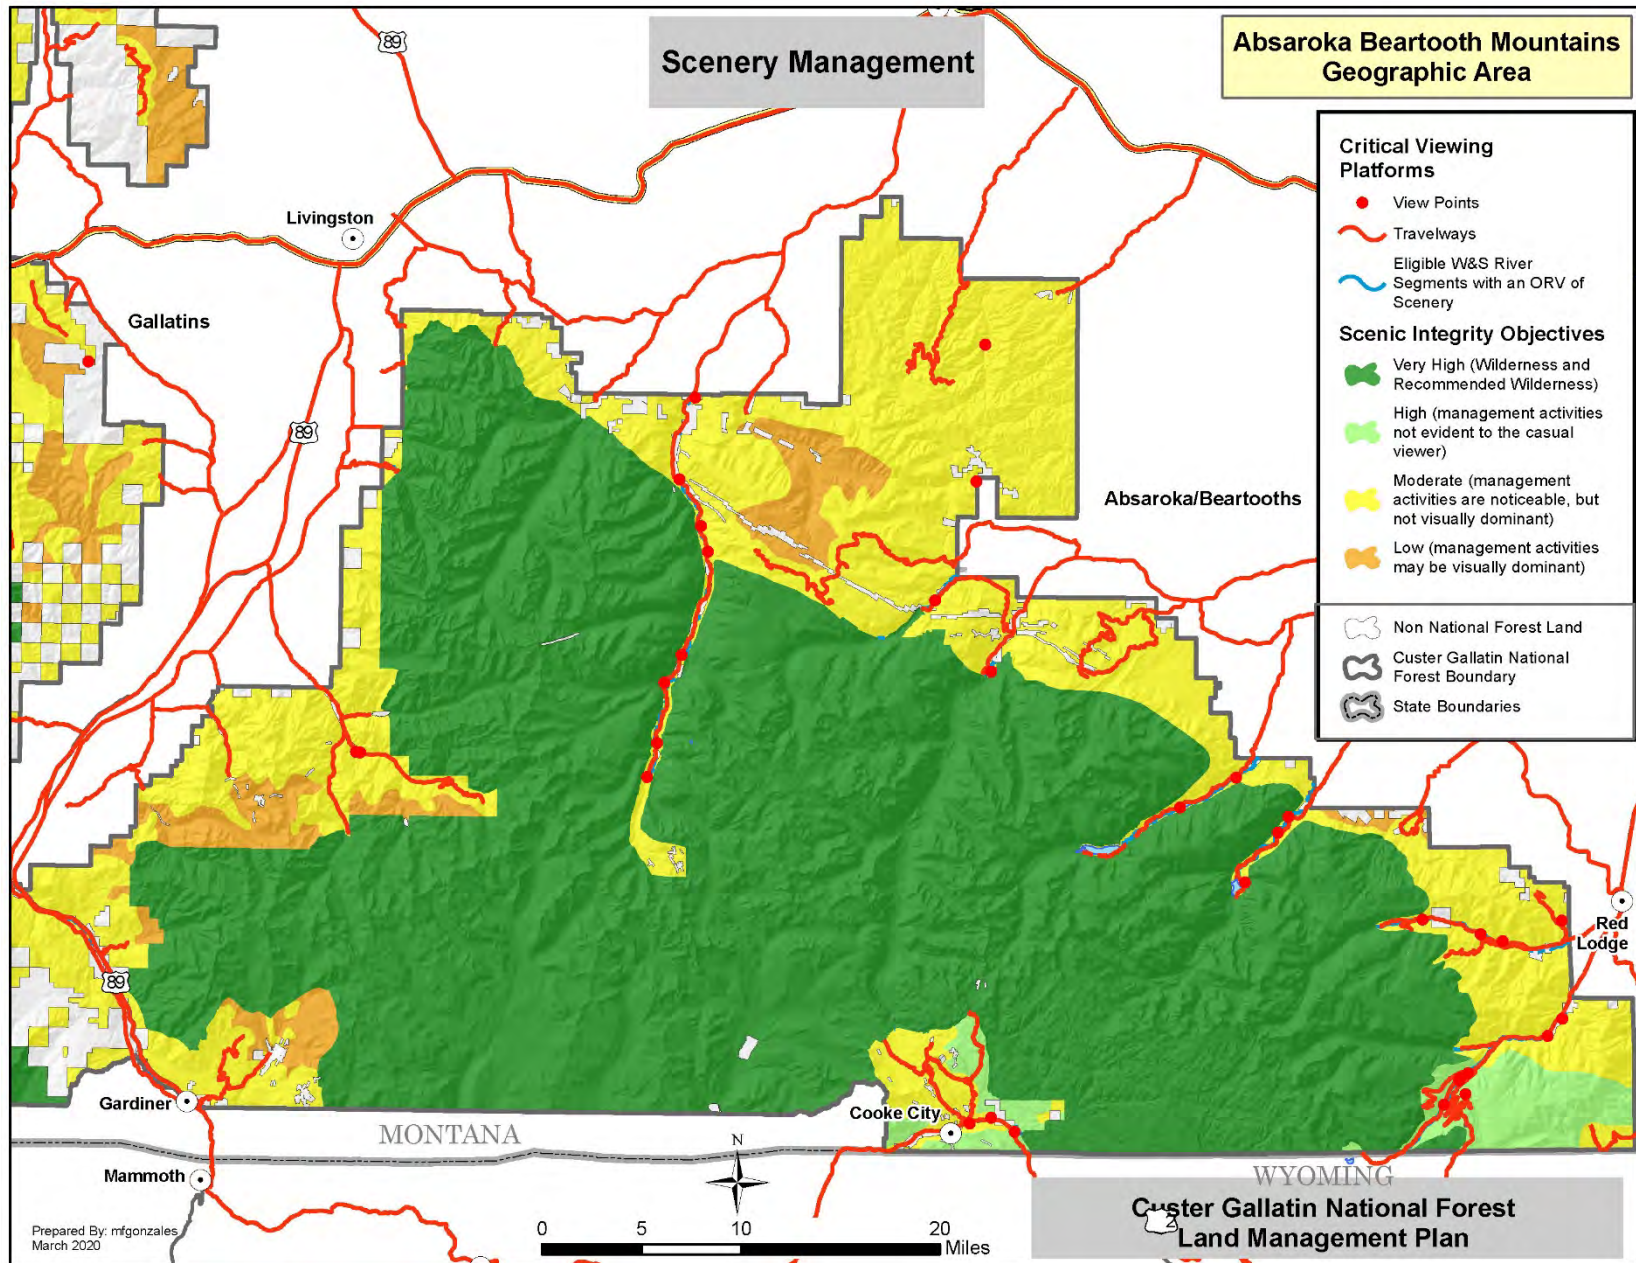 Scenery Management
Absaroka Beartooth Mountains
Geographic Area
Critical Viewing
Platforms
View Points
Travelways
Eligible W&S River
Segments with an ORV of
Scenery
Scenic Integrity Objectives
Very High (Wilderness and
Recommended Wilderness)
High (management activities
not evident to the casual
viewer)
Moderate (management
activities are noticeable, but
not visually dominant)
Low (management activities
may be visually dominant)
Non National Forest Land
Custer Gallatin National
Forest Boundary
State Boundaries
89
Livingston
Gallatins
89
Absaroka/Beartooths
Red
Lodge
89
Gardiner
Cooke City
MONTANA
N
Mammoth
WYOMING
Prepared By: mfgonzales
March 2020
0 5 10 20
Miles
Custer Gallatin National Forest
Land Management Plan